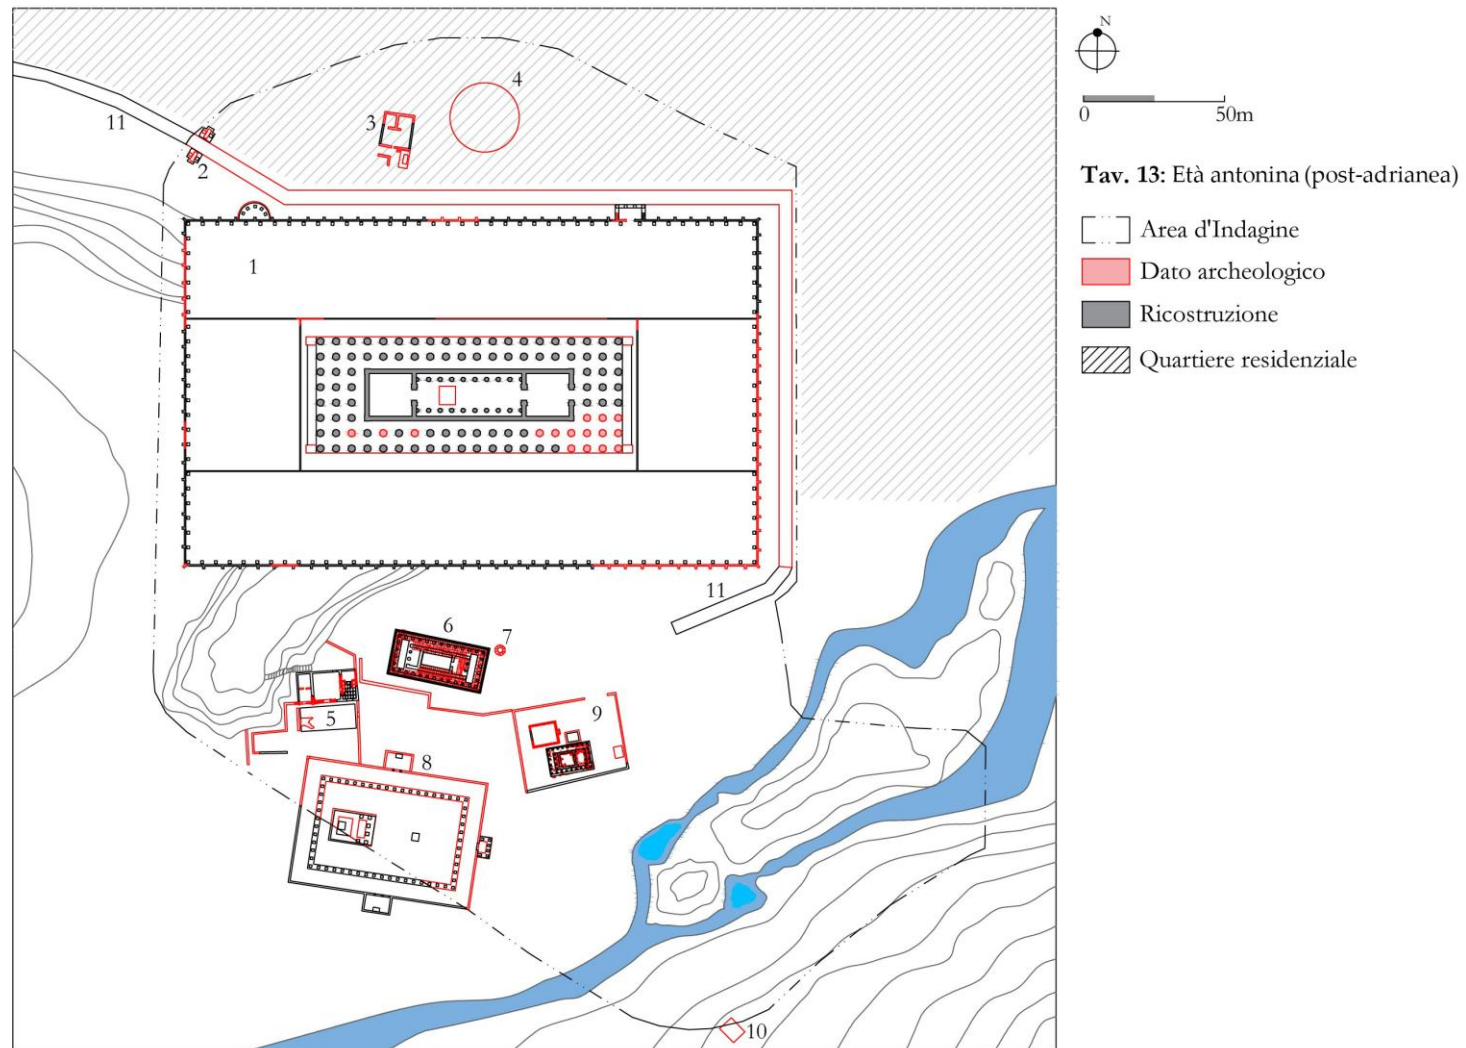 N
0
50m
Tav. 13: Età antonina (post-adrianea)
Area d'Indagine
Dato archeologico
Ricostruzione
Quartiere residenziale
4
3
11
2
1
11
6
7
5
9
8
10